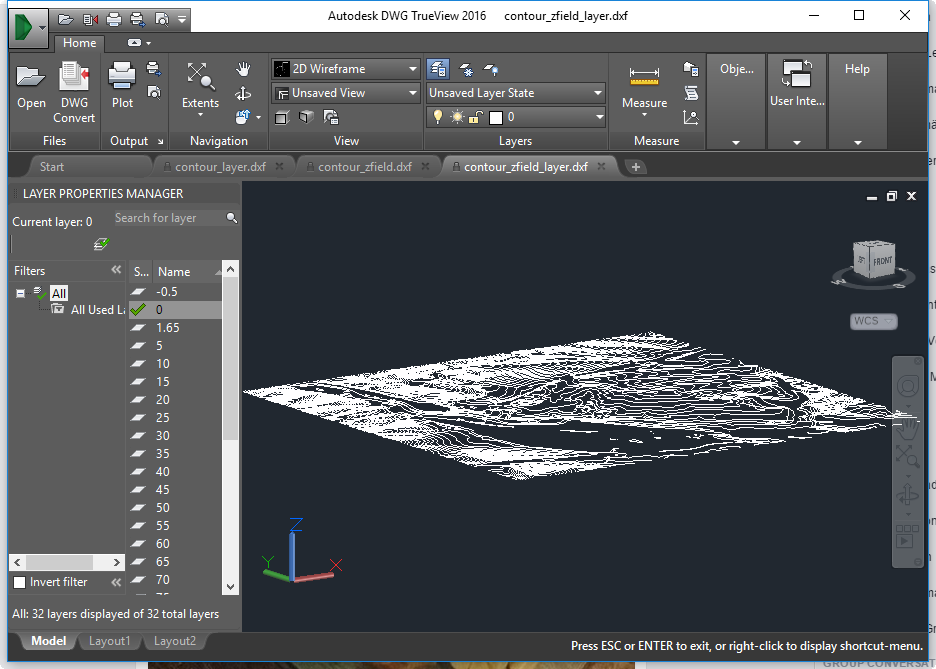 Autodesk DWG TrueView 2016 contour_zfield_layer.dxf
Home
Open
DWG Convert
Files
Plot
Output
Extents
Navigation
2D Wireframe
Unsaved View
View
Unsaved Layer State
0
Layers
Measure
Measure
Obje...
User Inte...
Help
Start
contour_layer.dxf
contour_zfield.dxf
contour_zfield_layer.dxf
LAYER PROPERTIES MANAGER
Current layer: 0
Search for layer
Filters
All
All Used La
Invert filter
S...
Name
-0.5
0
1.65
5
10
15
20
25
30
35
40
45
50
55
60
65
70
All: 32 layers displayed of 32 total layers
FRONT
WCS
Z
Y
X
Model
Layout1
Layout2
Press ESC or ENTER to exit, or right-click to display shortcut-menu.
GROUP CONVERSAT